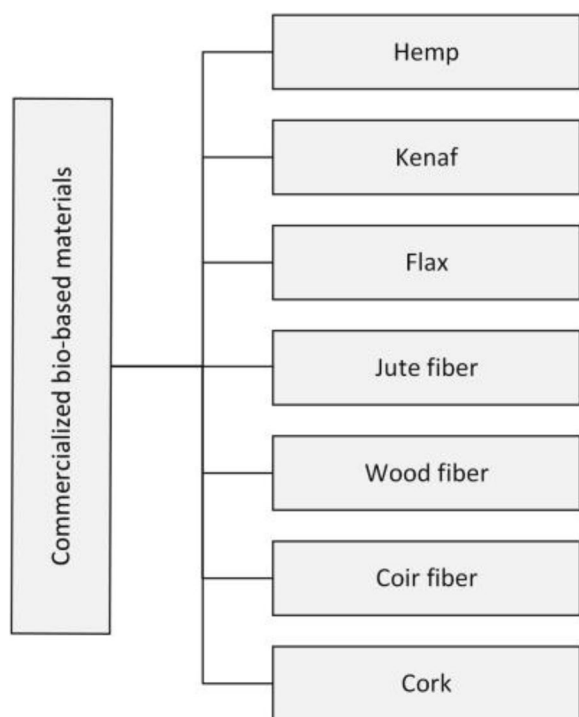 Commercialized bio-based materials
Hemp
Kenaf
Flax
Jute fiber
Wood fiber
Coir fiber
Cork